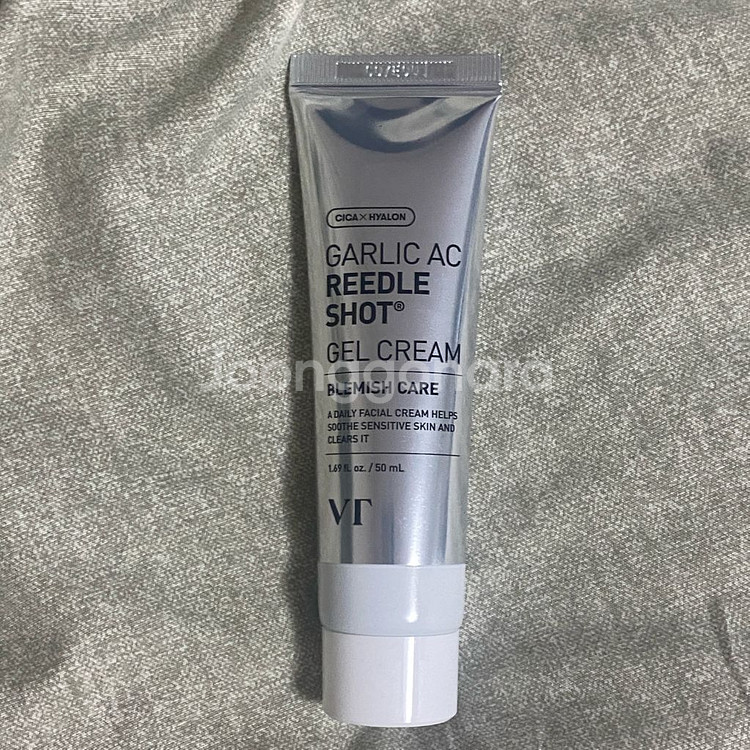 CICA×HYALON
GARLIC AC
REEDLE
SHOT®
GEL CREAM
BLEMISH CARE
A DAILY FACIAL CREAM HELPS
SOOTHE SENSITIVE SKIN AND
CLEARS IT
1.69 fl. oz. / 50 mL
VT
Joonggonara